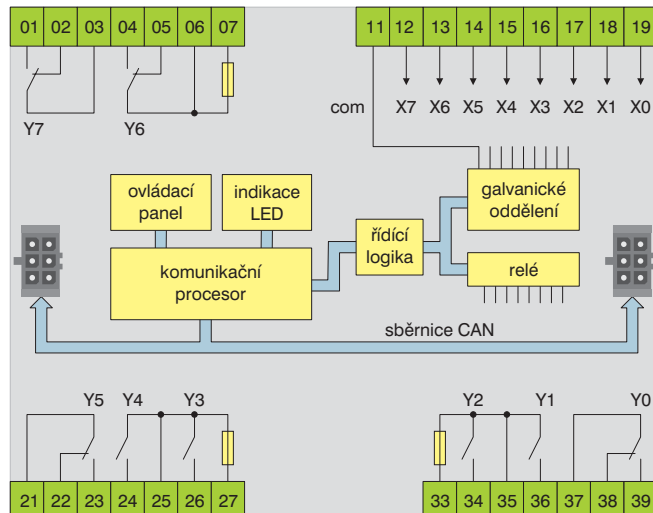 01 02 03 04 05 06 07 11 12 13 14 15 16 17 18 19
com X7 X6 X5 X4 X3 X2 X1 X0
Y7 Y6
ovládací
panel
indikace
LED
galvanické
oddělení
řídící
logika
komunikační
procesor
relé
sběrnice CAN
Y5 Y4 Y3 Y2 Y1 Y0
21 22 23 24 25 26 27 33 34 35 36 37 38 39